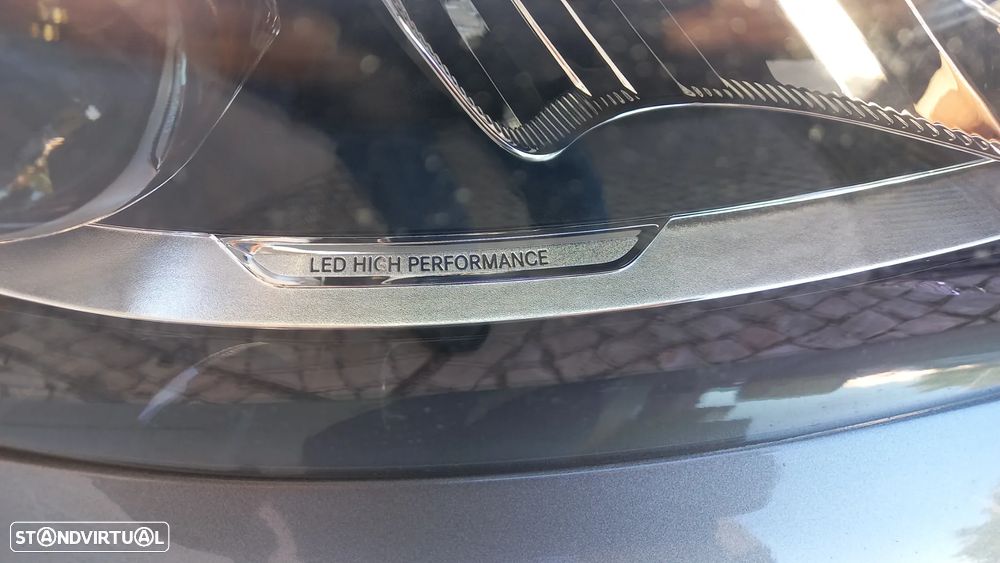 LED HIGH PERFORMANCE
STANDVIRTUAL